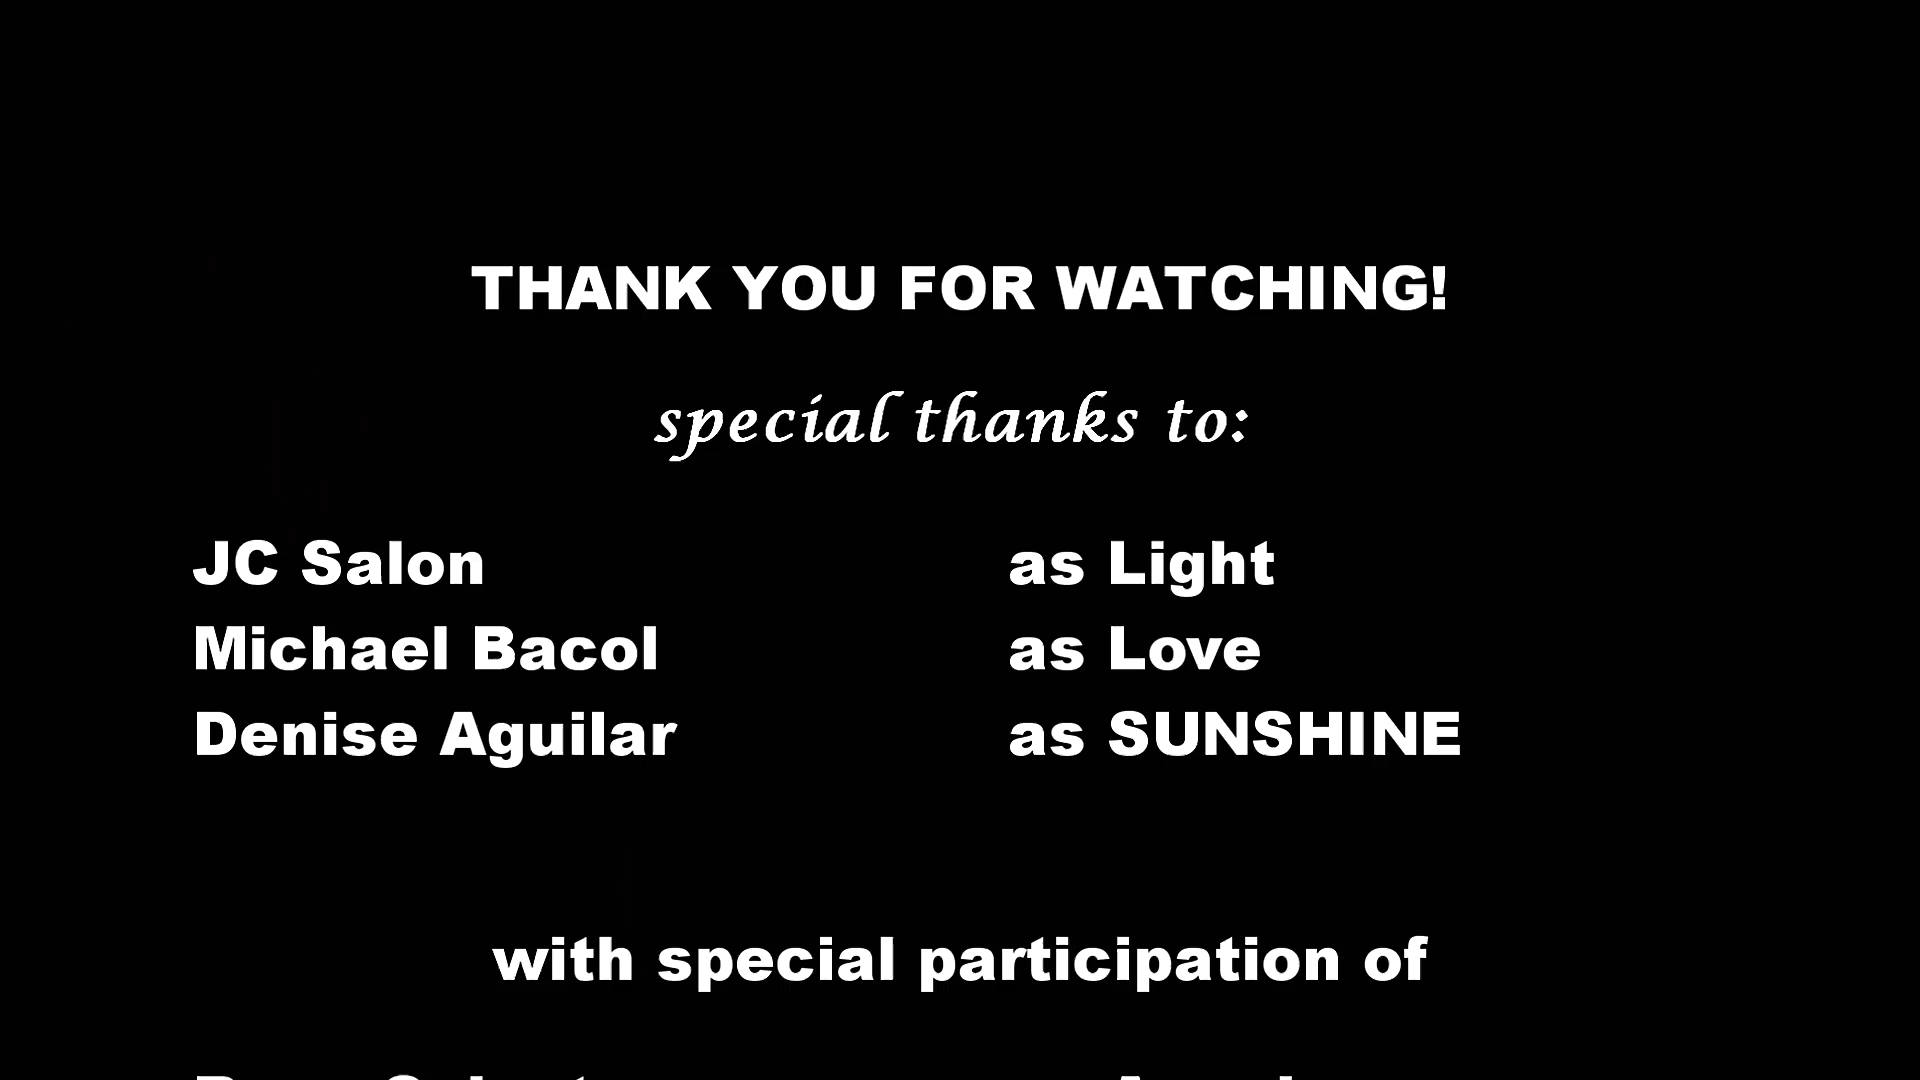 THANK YOU FOR WATCHING!
special thanks to:
JC Salon as Light
Michael Bacol as Love
Denise Aguilar as SUNSHINE
with special participation of